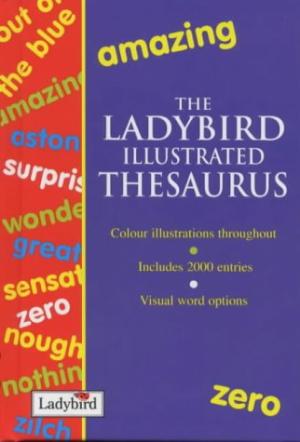 out of
the blue
amazing
aston
surpris
wonde
great
sensat
zero
nough
nothin
zilch
amazing
THE
LADYBIRD
ILLUSTRATED
THESAURUS
Colour illustrations throughout
Includes 2000 entries
Visual word options
zero
Ladybird